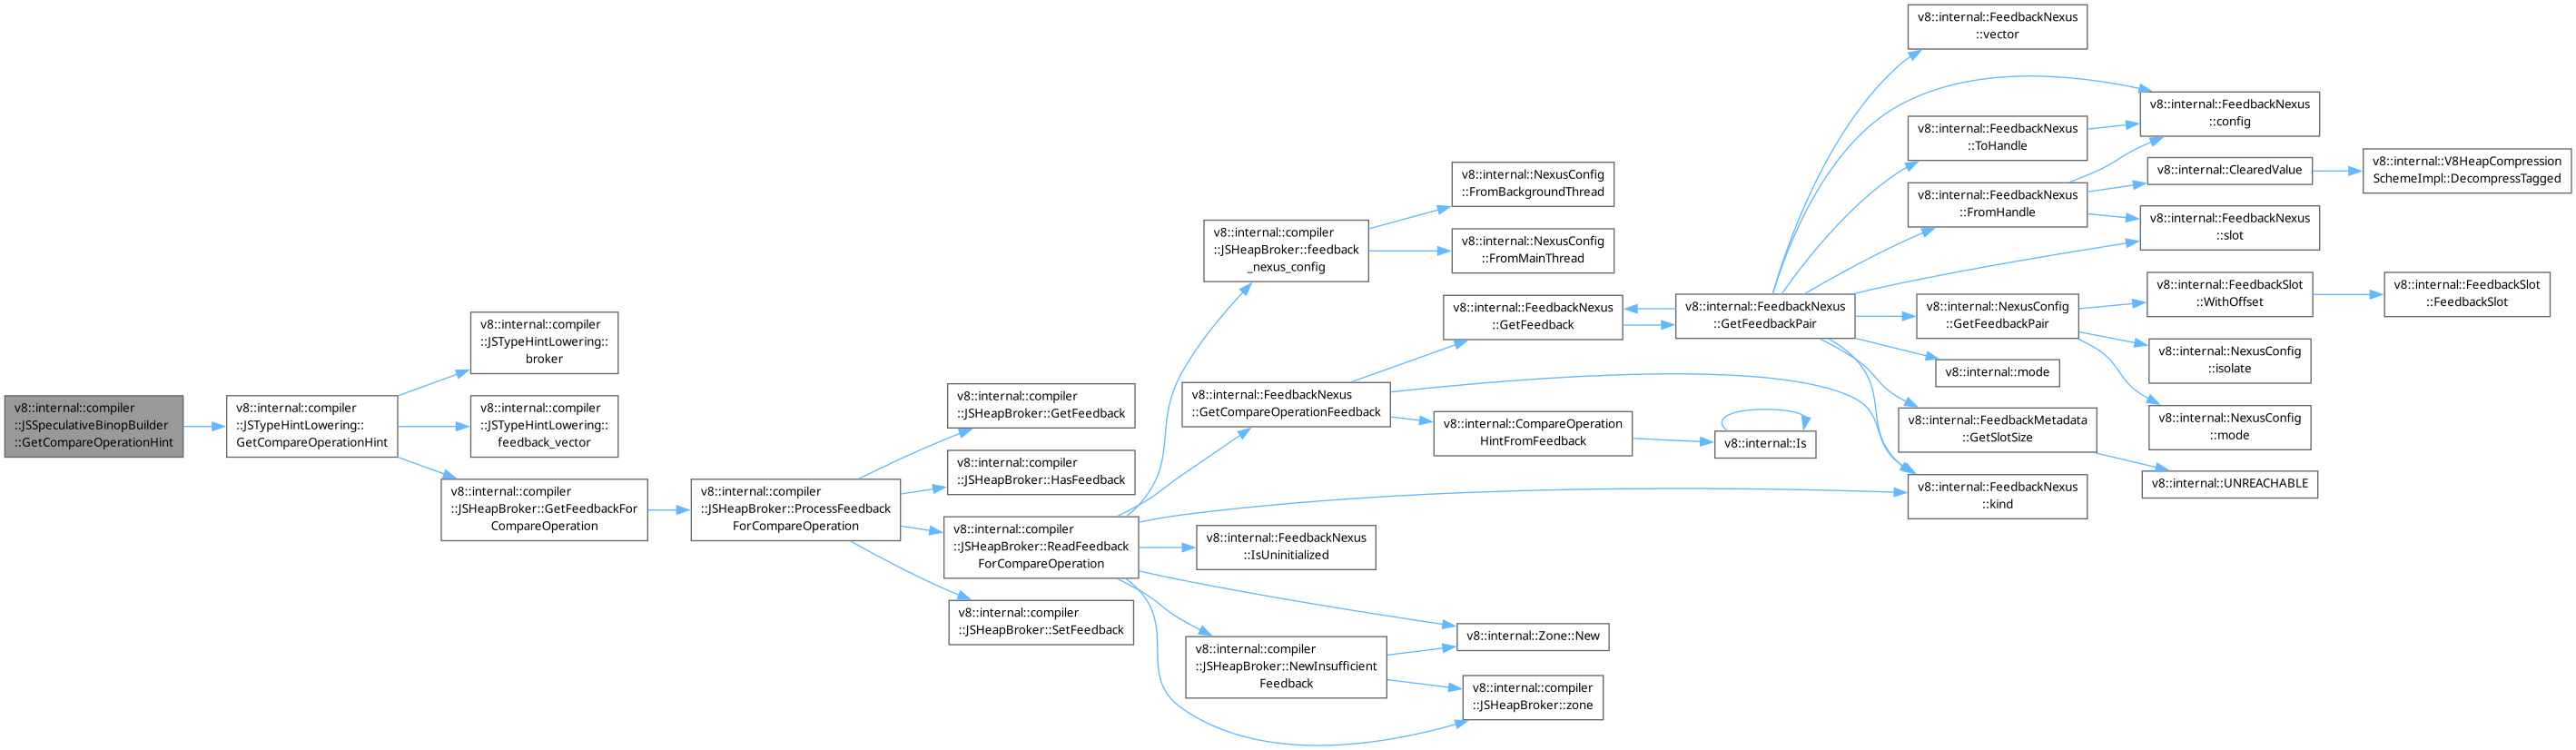 v8::internal::compiler
::JSSpeculativeBinopBuilder
::GetCompareOperationHint
v8::internal::compiler
::JSTypeHintLowering::
GetCompareOperationHint
v8::internal::compiler
::JSTypeHintLowering::
broker
v8::internal::compiler
::JSTypeHintLowering::
feedback_vector
v8::internal::compiler
::JSHeapBroker::GetFeedbackFor
CompareOperation
v8::internal::compiler
::JSHeapBroker::ProcessFeedback
ForCompareOperation
v8::internal::compiler
::JSHeapBroker::GetFeedback
v8::internal::compiler
::JSHeapBroker::HasFeedback
v8::internal::compiler
::JSHeapBroker::ReadFeedback
ForCompareOperation
v8::internal::compiler
::JSHeapBroker::SetFeedback
v8::internal::compiler
::JSHeapBroker::feedback
_nexus_config
v8::internal::NexusConfig
::FromBackgroundThread
v8::internal::NexusConfig
::FromMainThread
v8::internal::FeedbackNexus
::GetCompareOperationFeedback
v8::internal::FeedbackNexus
::GetFeedback
v8::internal::CompareOperation
HintFromFeedback
v8::internal::Is
v8::internal::FeedbackNexus
::IsUninitialized
v8::internal::compiler
::JSHeapBroker::NewInsufficient
Feedback
v8::internal::Zone::New
v8::internal::compiler
::JSHeapBroker::zone
v8::internal::FeedbackNexus
::GetFeedbackPair
v8::internal::FeedbackNexus
::vector
v8::internal::FeedbackNexus
::config
v8::internal::FeedbackNexus
::ToHandle
v8::internal::FeedbackNexus
::FromHandle
v8::internal::ClearedValue
v8::internal::V8HeapCompression
SchemeImpl::DecompressTagged
v8::internal::FeedbackNexus
::slot
v8::internal::NexusConfig
::GetFeedbackPair
v8::internal::FeedbackSlot
::WithOffset
v8::internal::FeedbackSlot
::FeedbackSlot
v8::internal::NexusConfig
::isolate
v8::internal::mode
v8::internal::NexusConfig
::mode
v8::internal::FeedbackMetadata
::GetSlotSize
v8::internal::UNREACHABLE
v8::internal::FeedbackNexus
::kind